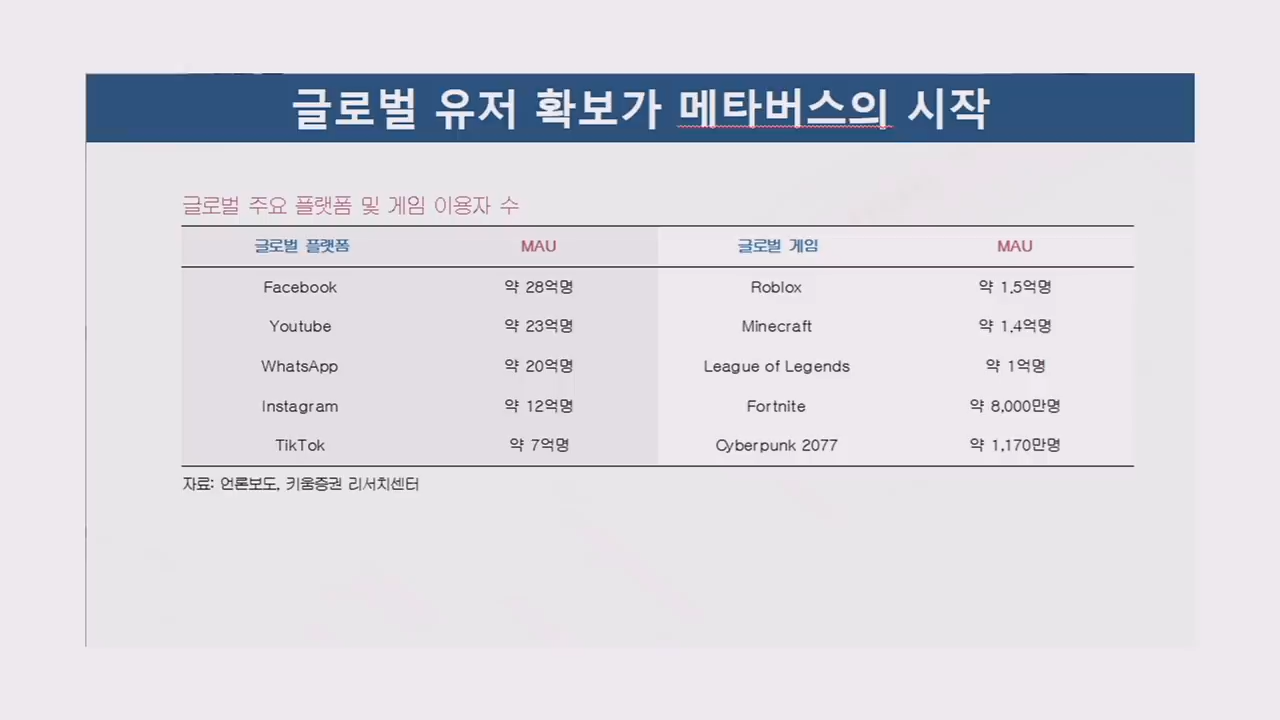 글로벌 유저 확보가 메타버스의 시작
글로벌 주요 플랫폼 및 게임 이용자 수
글로벌 플랫폼 MAU 글로벌 게임 MAU
Facebook 약 28억명 Roblox 약 1.5억명
Youtube 약 23억명 Minecraft 약 1.4억명
WhatsApp 약 20억명 League of Legends 약 1억명
Instagram 약 12억명 Fortnite 약 8,000만명
TikTok 약 7억명 Cyberpunk 2077 약 1,170만명
자료: 언론보도, 키움증권 리서치센터